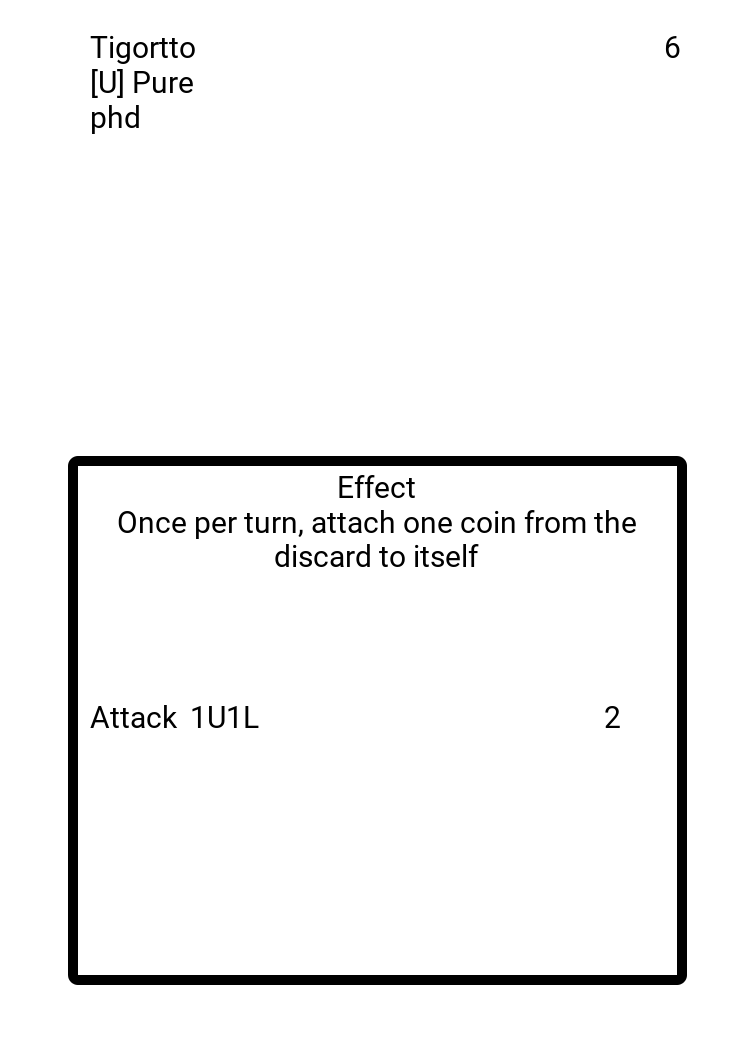 Tigortto 6
[U] Pure
phd
Effect
Once per turn, attach one coin from the
discard to itself
Attack 1U1L 2